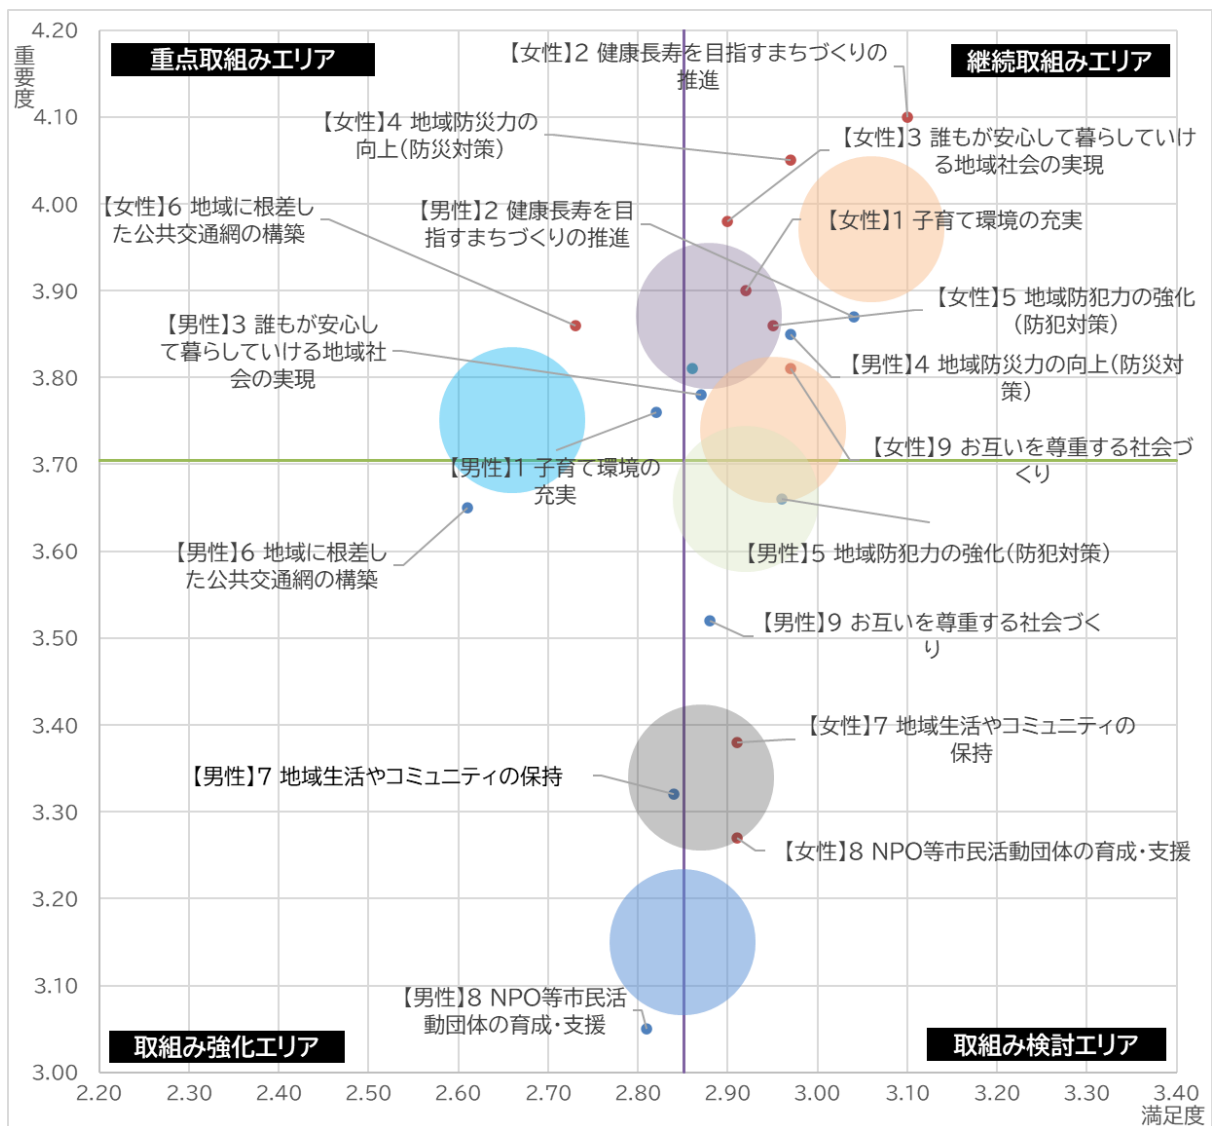 4.20
重要度
重点取組みエリア
【女性】2 健康長寿を目指すまちづくりの
推進
継続取組みエリア
4.10
【女性】4 地域防災力の
向上(防災対策)
【女性】3 誰もが安心して暮らしていけ
る地域社会の実現
4.00
【女性】6 地域に根差し
た公共交通網の構築
【男性】2 健康長寿を目
指すまちづくりの推進
【女性】1 子育て環境の充実
3.90
【女性】5 地域防犯力の強化
(防犯対策)
【男性】3 誰もが安心し
て暮らしていける地域社
会の実現
3.80
【男性】4 地域防災力の向上(防災対
策)
【女性】9 お互いを尊重する社会づ
くり
3.70
【男性】1 子育て環境の
充実
3.60
【男性】6 地域に根差し
た公共交通網の構築
【男性】5 地域防犯力の強化(防犯対策)
3.50
【男性】9 お互いを尊重する社会づく
り
3.40
【女性】7 地域生活やコミュニティの
保持
【男性】7 地域生活やコミュニティの保持
3.30
【女性】8 NPO等市民活動団体の育成・支援
3.20
3.10
【男性】8 NPO等市民活
動団体の育成・支援
取組み強化エリア
取組み検討エリア
3.00
2.20 2.30 2.40 2.50 2.60 2.70 2.80 2.90 3.00 3.10 3.20 3.30 3.40
満足度